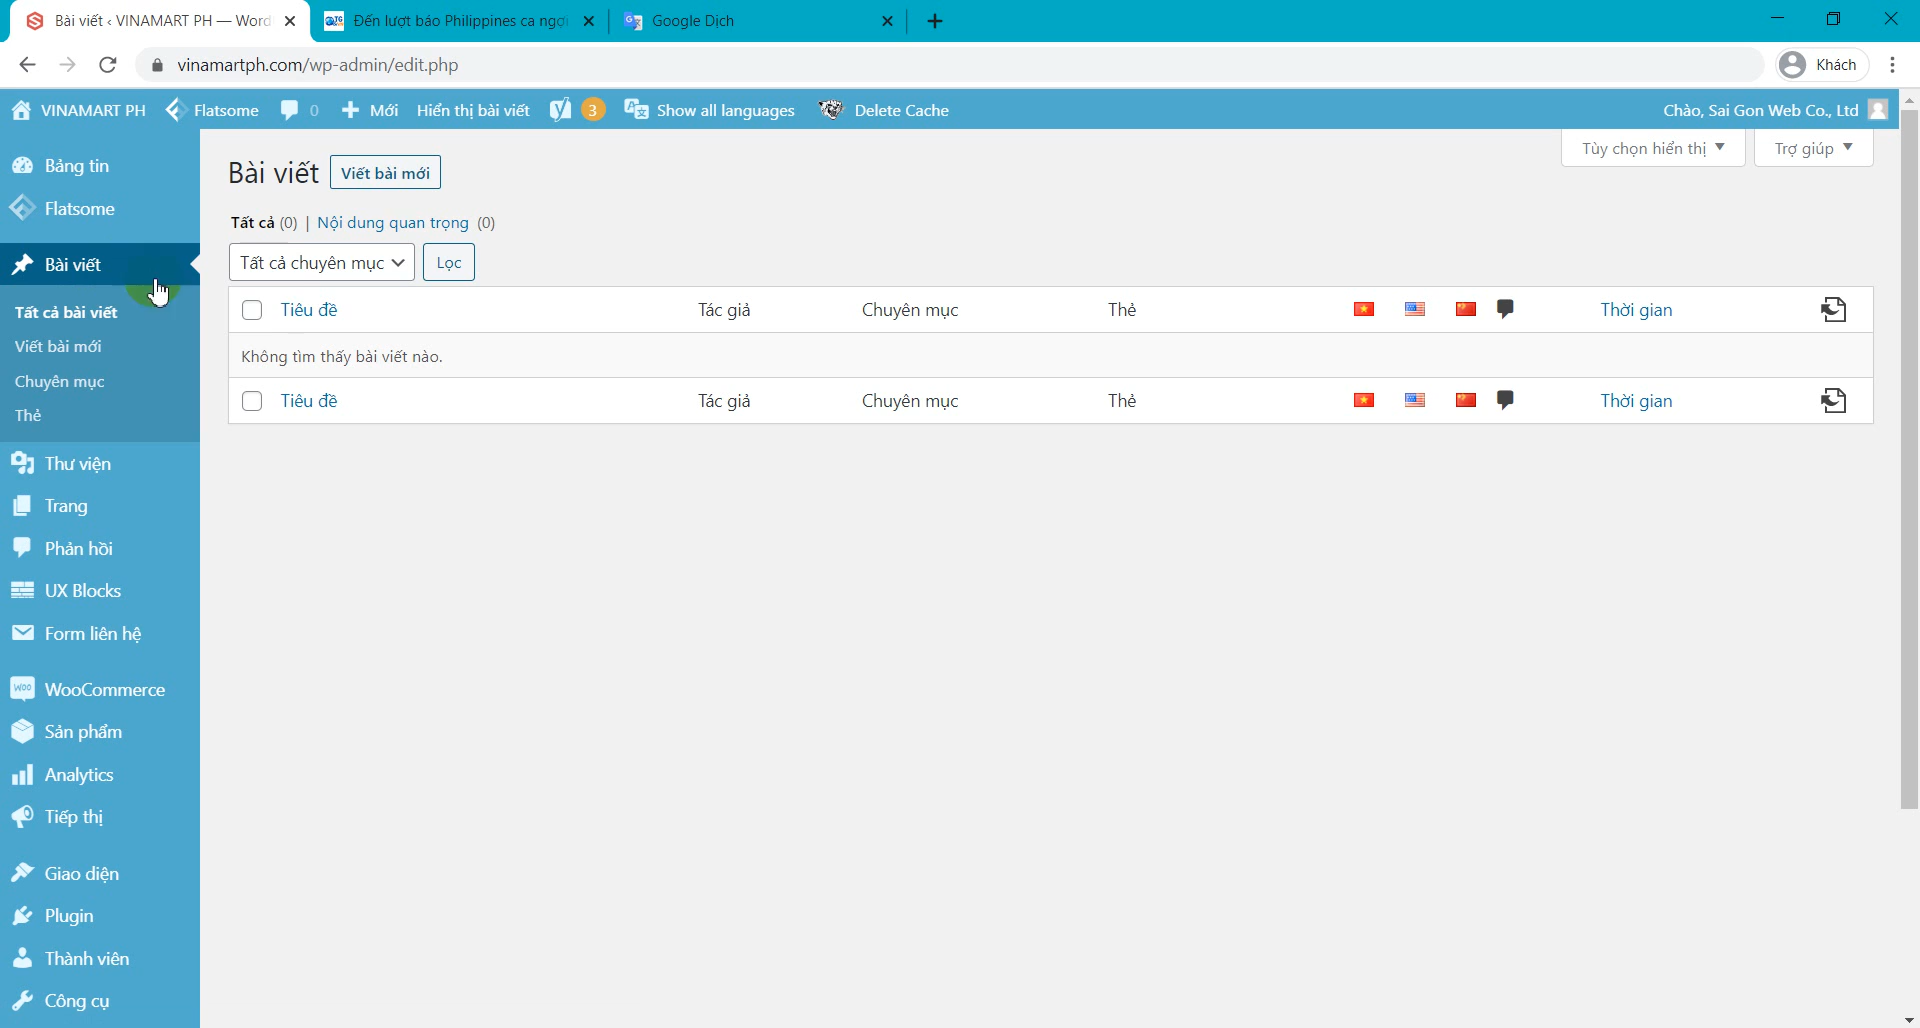 Bài viết ‹ VINAMART PH — Word
Đến lượt báo Philippines ca ngợi
Google Dịch
vinamartph.com/wp-admin/edit.php
Khách
VINAMART PH
Flatsome
0
Mới
Hiển thị bài viết
3
Show all languages
Delete Cache
Chào, Sai Gon Web Co., Ltd
Bảng tin
Flatsome
Bài viết
Tất cả bài viết
Viết bài mới
Chuyên mục
Thẻ
Thư viện
Trang
Phản hồi
UX Blocks
Form liên hệ
WooCommerce
Sản phẩm
Analytics
Tiếp thị
Giao diện
Plugin
Thành viên
Công cụ
Tùy chọn hiển thị
Trợ giúp
Bài viết
Viết bài mới
Tất cả (0) | Nội dung quan trọng (0)
Tất cả chuyên mục
Lọc
Tiêu đề Tác giả Chuyên mục Thẻ Thời gian
Không tìm thấy bài viết nào.
Tiêu đề Tác giả Chuyên mục Thẻ Thời gian